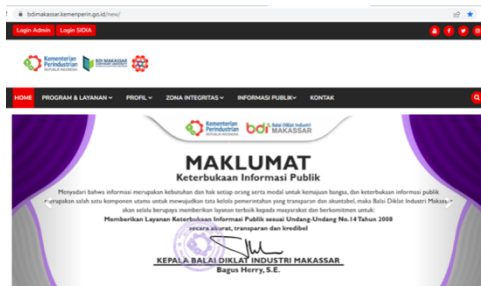 bdimakassar.kemenperin.go.id/new/
Login Admin Login SIDIA
Kementerian
Perindustrian
REPUBLIK INDONESIA
BDI MAKASSAR
HOME PROGRAM & LAYANAN PROFIL ZONA INTEGRITAS INFORMASI PUBLIK KONTAK
Kementerian
Perindustrian
REPUBLIK INDONESIA
bdi Balai Diklat Industri
MAKASSAR
MAKLUMAT
Keterbukaan Informasi Publik
Menyadari bahwa informasi merupakan kebutuhan dan hak setiap orang serta modal untuk kemajuan bangsa, dan keterbukaan informasi publik
merupakan salah satu komponen utama untuk mewujudkan tata kelola pemerintahan yang transparan dan akuntabel, maka Balai Diklat Industri Makassar
akan selalu berupaya memberikan layanan terbaik kepada masyarakat dan berkomitmen untuk:
Memberikan Layanan Keterbukaan Informasi Publik sesuai Undang-Undang No.14 Tahun 2008
secara akurat, transparan dan kredibel
KEPALA BALAI DIKLAT INDUSTRI MAKASSAR
Bagus Herry, S.E.